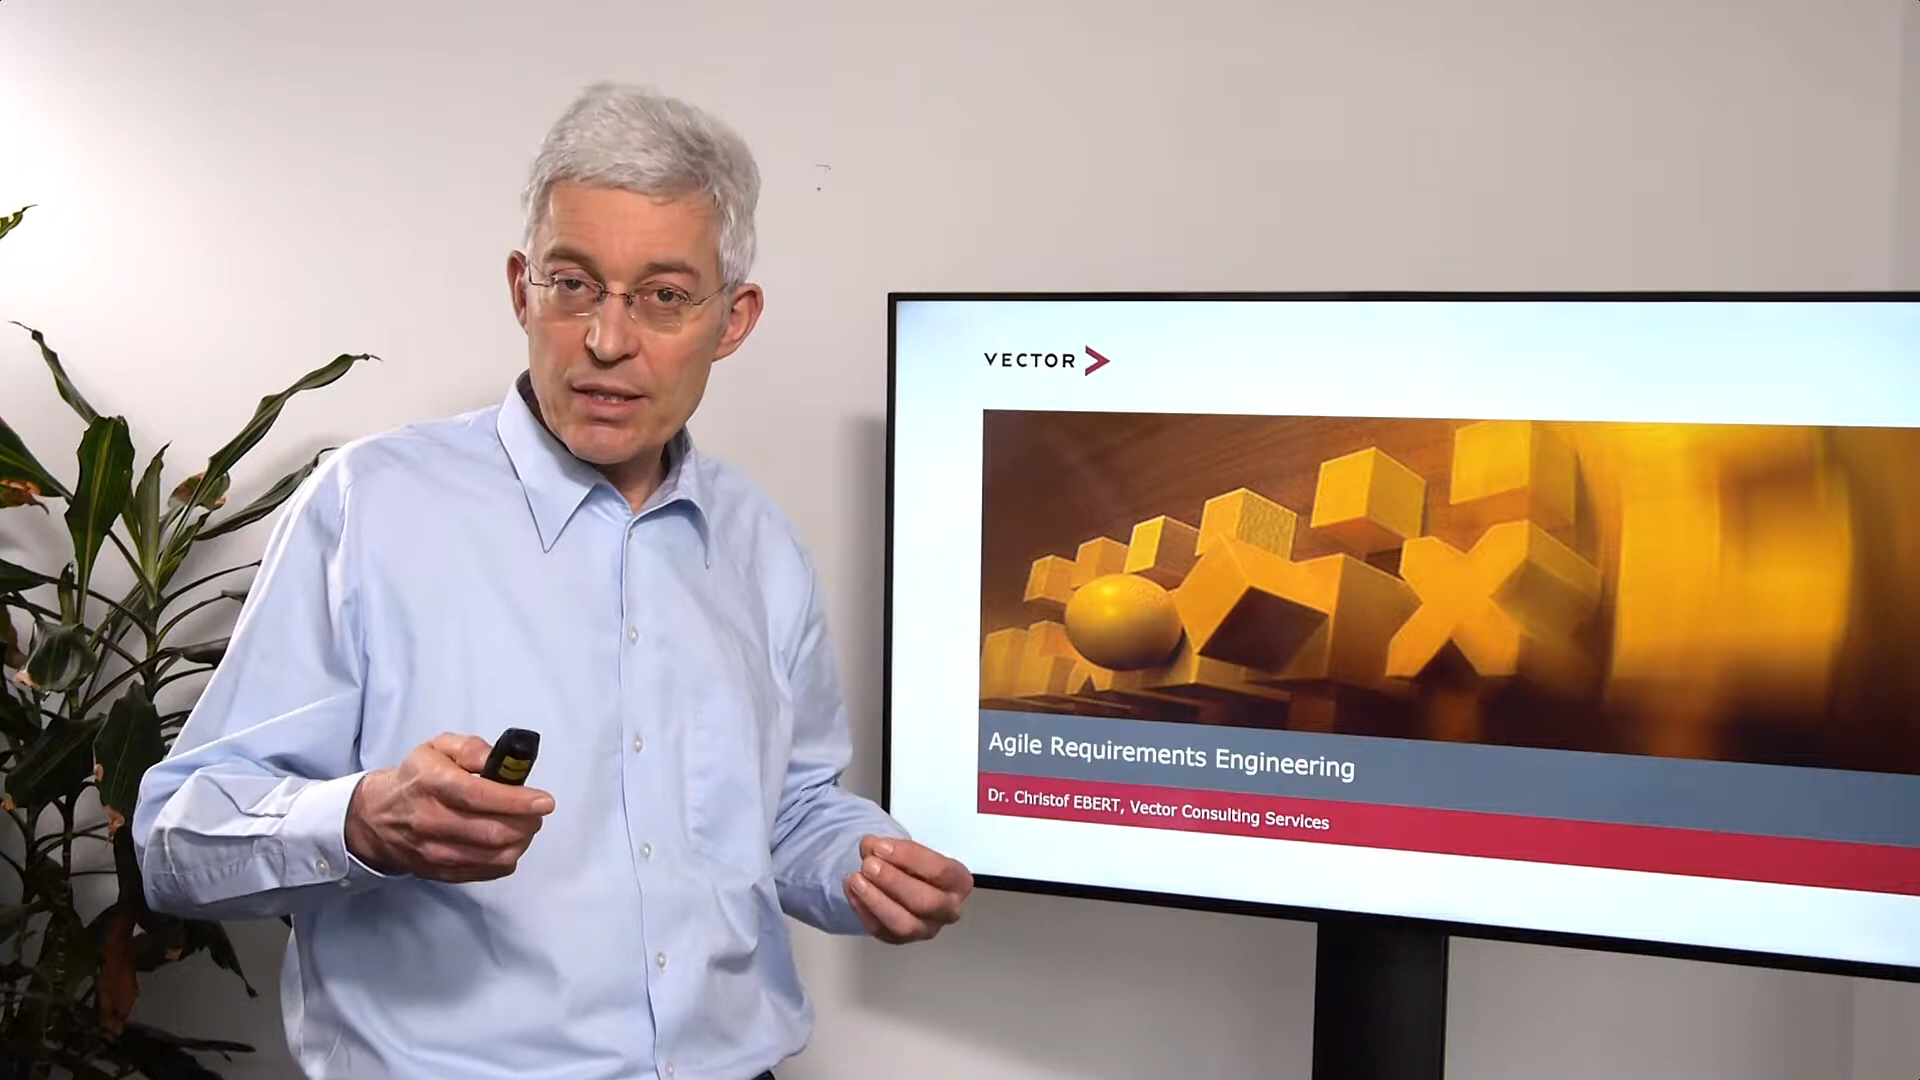 VECTOR
Agile Requirements Engineering
Dr. Christof EBERT, Vector Consulting Services